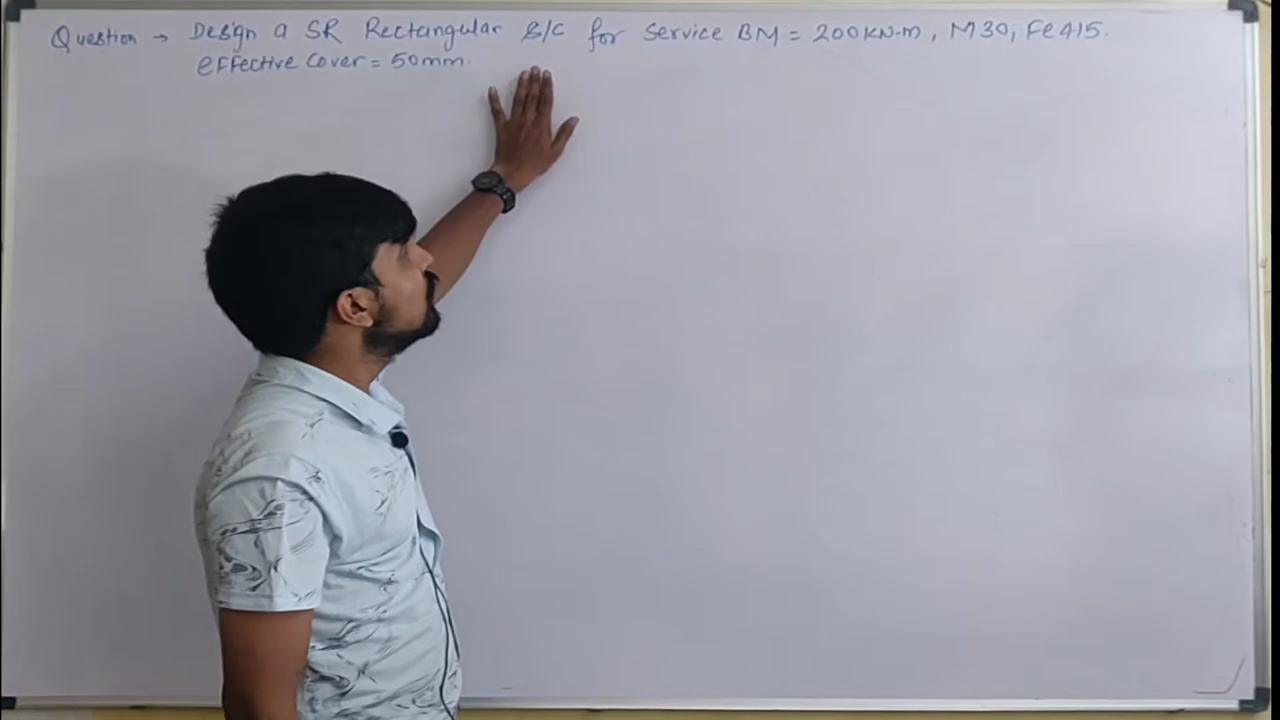 Question → Design a SR Rectangular S/C for Service BM = 200KN-m, M30, Fe415.
effective cover = 50mm.